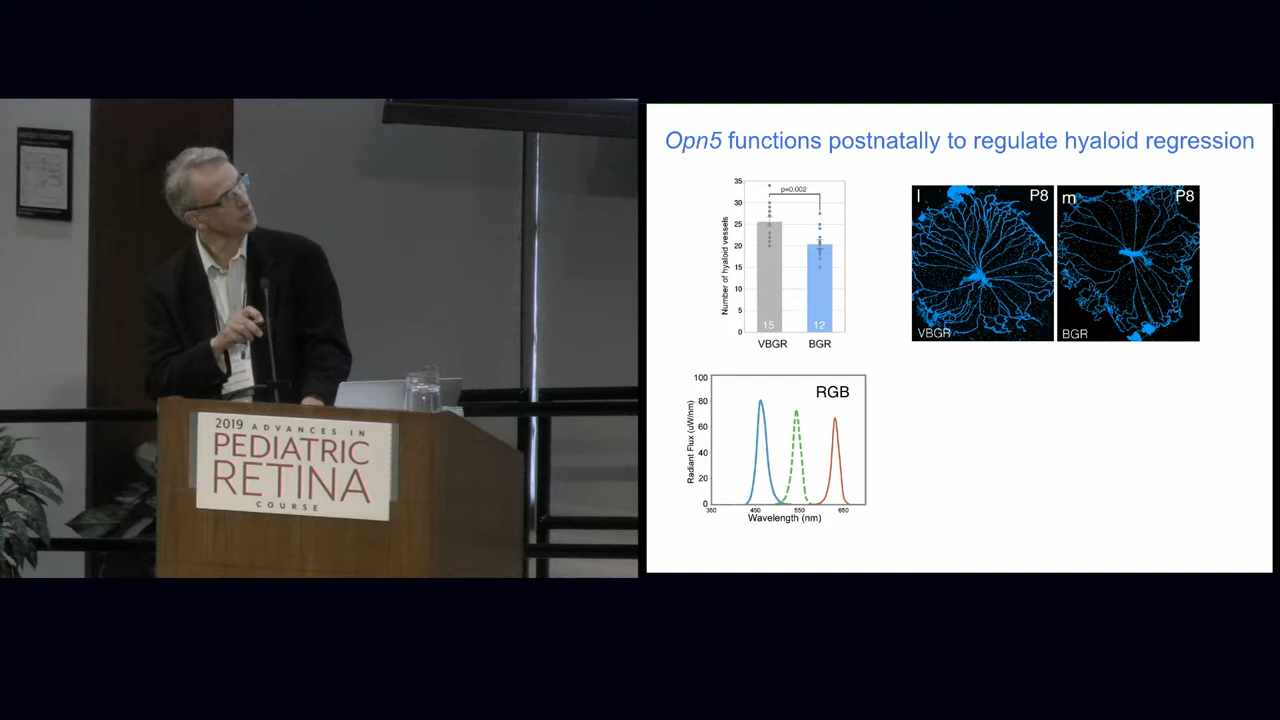 2019 ADVANCES IN
PEDIATRIC
RETINA
COURSE
Opn5 functions postnatally to regulate hyaloid regression
Number of hyaloid vessels
35
30
25
20
15
10
5
0
p=0.002
15
12
VBGR
BGR
l
P8
VBGR
m
P8
BGR
RGB
Radiant Flux (uW/nm)
100
80
60
40
20
0
350
450
550
650
Wavelength (nm)